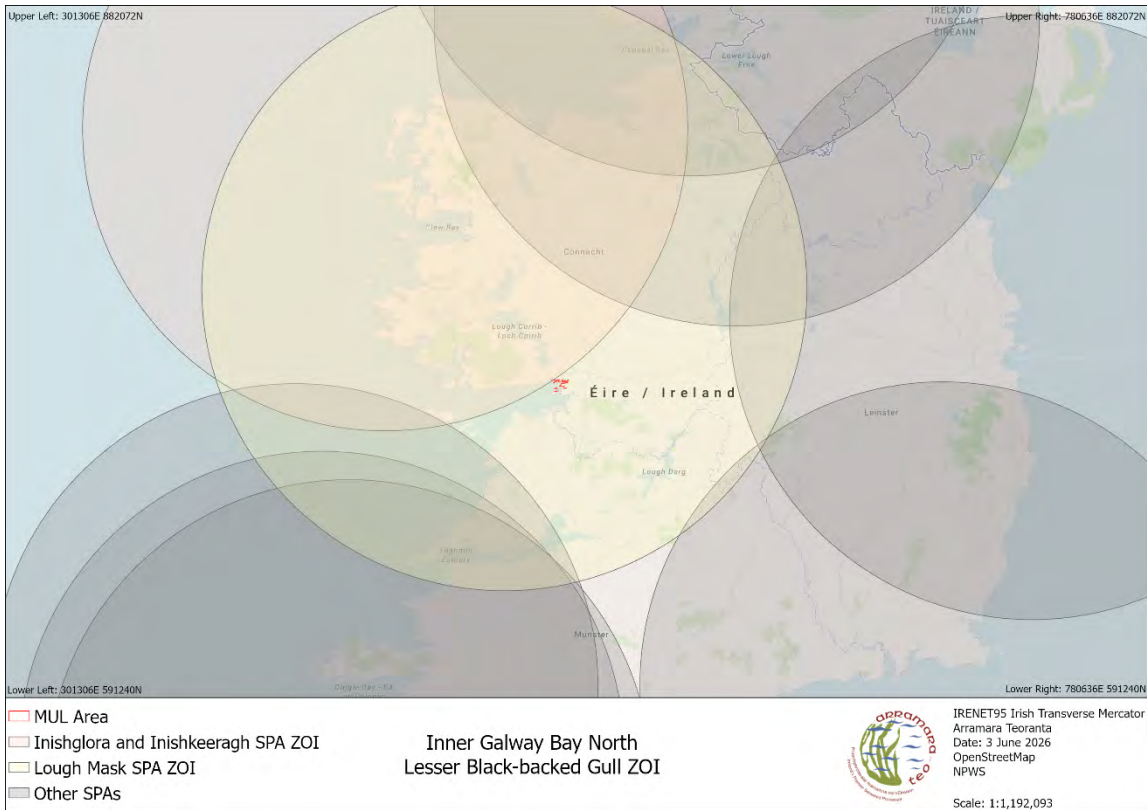 Upper Left: 301306E 882072N
IRELAND /
TUAISCEART
ÉIREANN
Upper Right: 780636E 882072N
Lower Lough
Erne
Clew Bay
Connacht
Lough Corrib -
Loch Coirib
Éire / Ireland
Leinster
Lough Derg
Munster
Lower Left: 301306E 591240N
Lower Right: 780636E 591240N
MUL Area
Inishglora and Inishkeeragh SPA ZOI
Lough Mask SPA ZOI
Other SPAs
Inner Galway Bay North
Lesser Black-backed Gull ZOI
arramara
teo
IRENET95 Irish Transverse Mercator
Arramara Teoranta
Date: 3 June 2026
OpenStreetMap
NPWS
Scale: 1:1,192,093